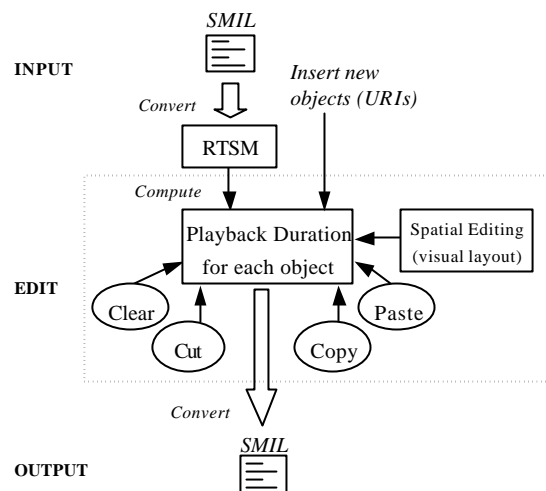 SMIL
INPUT
Insert new
objects (URIs)
Convert
RTSM
Compute
Playback Duration
for each object
Spatial Editing
(visual layout)
EDIT
Clear
Cut
Copy
Paste
Convert
SMIL
OUTPUT